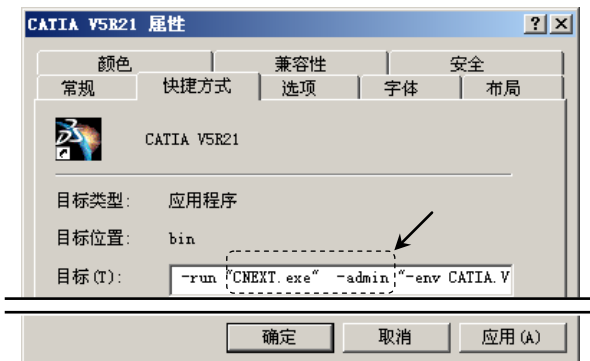 CATIA V5R21 属性
颜色 兼容性 安全
常规 快捷方式 选项 字体 布局
CATIA V5R21
目标类型: 应用程序
目标位置: bin
目标(T): -run "CNEXT.exe" -admin "-env CATIA.V
确定 取消 应用(A)